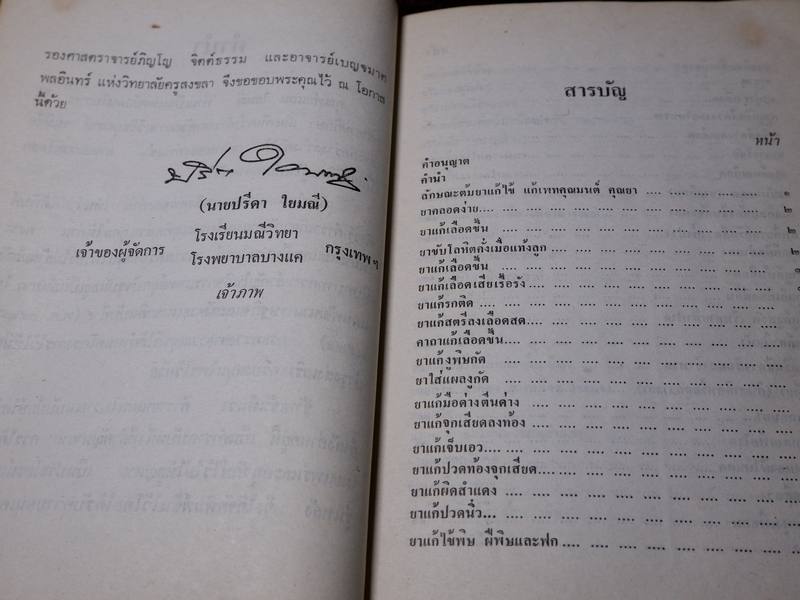 รองศาสตราจารย์ภิญโญ จิตต์ธรรม และอาจารย์เบญจมาศ
พลอินทร์ แห่งวิทยาลัยครูสงขลา จึงขอขอบพระคุณไว้ ณ โอกาส
นี้ด้วย
(นายปรีดา ใยมณี)
โรงเรียนมณีวิทยา
เจ้าของผู้จัดการ
โรงพยาบาลบางแค
กรุงเทพฯ
เจ้าภาพ
สารบัญ
หน้า
คำอนุญาต
คำนำ
ลักษณะต้มยาแก้ไข้ แก้เพทคุณมนต์ คุณยา .... .... .... .... ๑
ยาคลอดง่าย.... .... .... .... .... .... .... .... .... ๒
ยาแก้เลือดขึ้น .... .... .... .... .... .... .... .... ๒
ยาขับโลหิตคั่งเมื่อแท้งลูก .... .... .... .... .... .... ๒
ยาแก้เลือดขึ้น .... .... .... .... .... .... .... ....
ยาแก้เลือดเสียเรื้อรัง .... .... .... .... .... .... ....
ยาแก้รกติด .... .... .... .... .... .... .... ....
ยาแก้สตรีลงเลือดสด.... .... .... .... .... .... ....
คาถาแก้เลือดขึ้น.... .... .... .... .... .... .... ....
ยาแก้งูพิษกัด .... .... .... .... .... .... .... ....
ยาใส่แผลงูกัด .... .... .... .... .... .... .... ....
ยาแก้มือด่างตีนด่าง .... .... .... .... .... .... ....
ยาแก้จุกเสียดลงท้อง .... .... .... .... .... .... ....
ยาแก้เจ็บเอว.... .... .... .... .... .... .... ....
ยาแก้ปวดท้องจุกเสียด.... .... .... .... .... .... ....
ยาแก้ผิดสำแดง .... .... .... .... .... .... ....
ยาแก้ปวดนิ่ว... .... .... .... .... .... .... ....
ยาแก้ไข้พิษ ฝีพิษและฟก .... .... .... .... .... ....